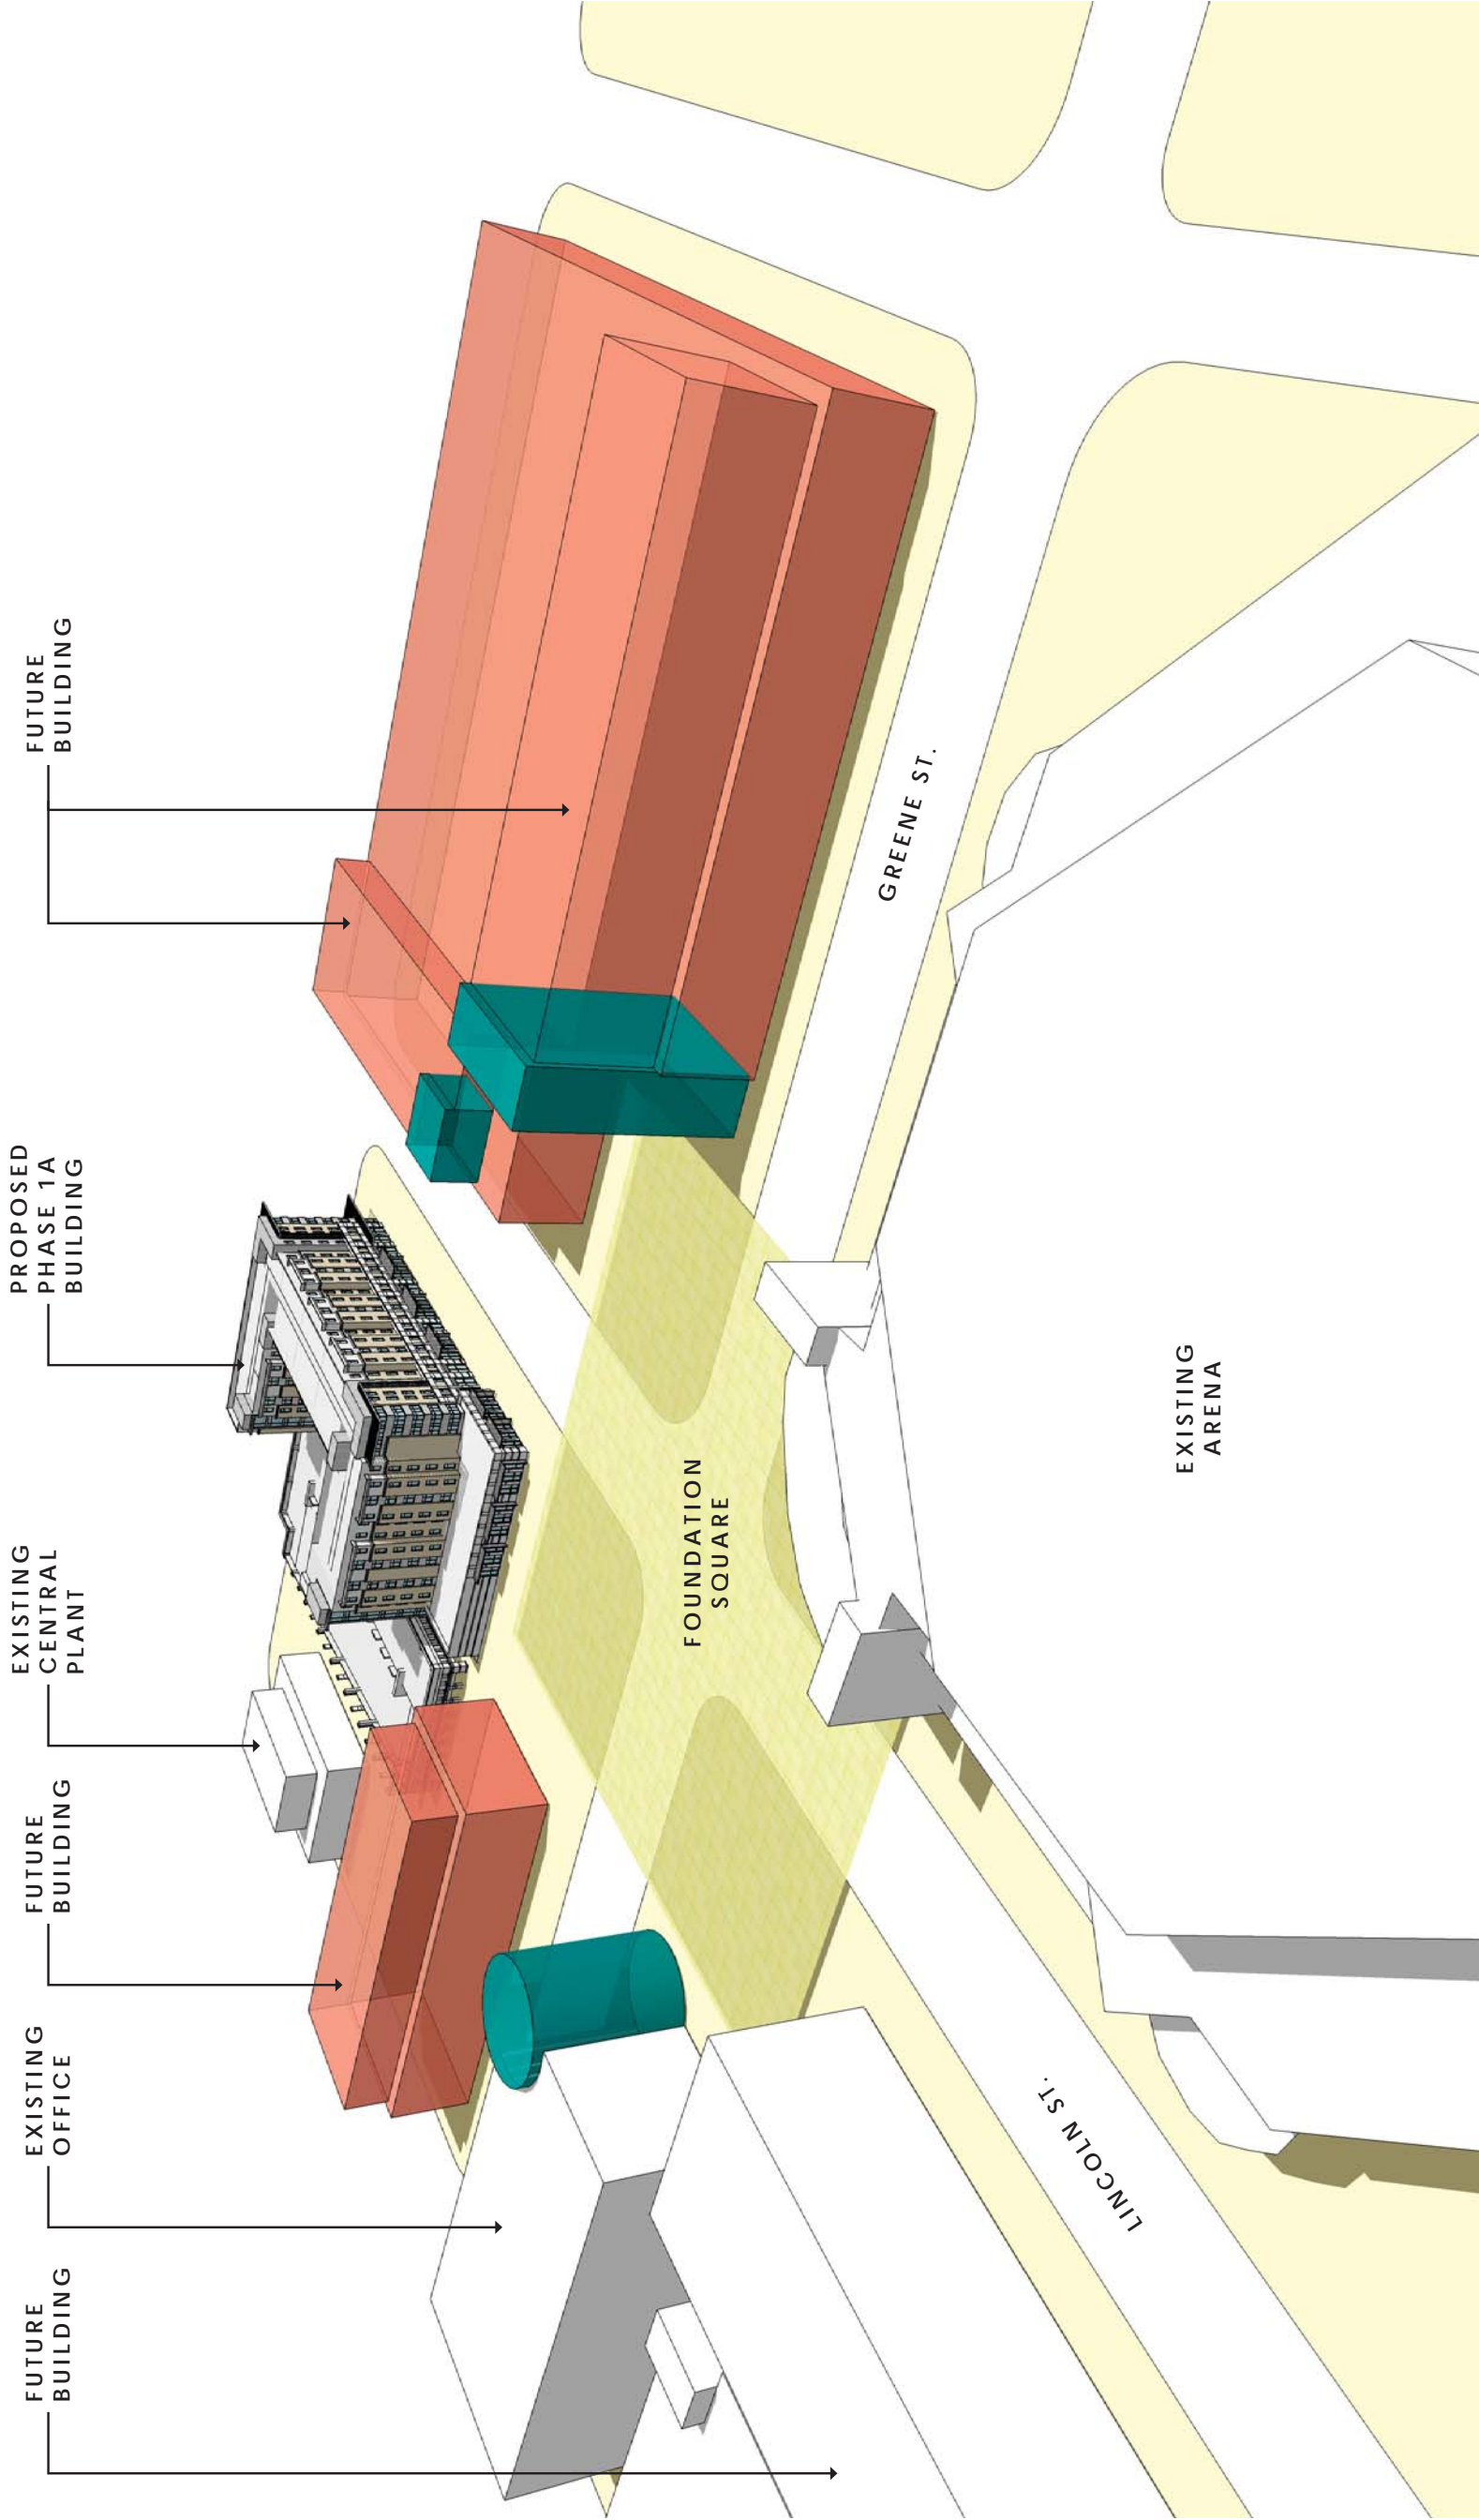 FUTURE
BUILDING
EXISTING
OFFICE
FUTURE
BUILDING
EXISTING
CENTRAL
PLANT
PROPOSED
PHASE 1A
BUILDING
FUTURE
BUILDING
FOUNDATION
SQUARE
GREENE ST.
LINCOLN ST.
EXISTING
ARENA